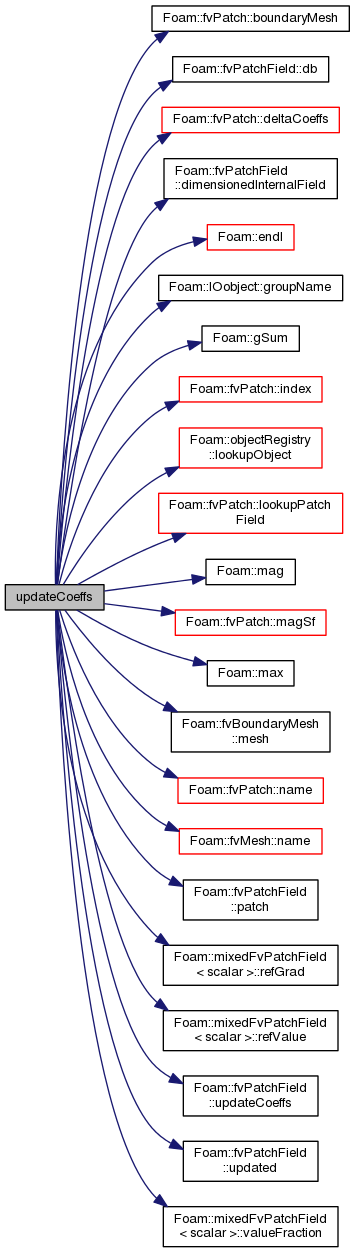 Foam::fvPatch::boundaryMesh
Foam::fvPatchField::db
Foam::fvPatch::deltaCoeffs
Foam::fvPatchField
::dimensionedInternalField
Foam::endl
Foam::IOobject::groupName
Foam::gSum
Foam::fvPatch::index
Foam::objectRegistry
::lookupObject
Foam::fvPatch::lookupPatch
Field
updateCoeffs
Foam::mag
Foam::fvPatch::magSf
Foam::max
Foam::fvBoundaryMesh
::mesh
Foam::fvPatch::name
Foam::fvMesh::name
Foam::fvPatchField
::patch
Foam::mixedFvPatchField
< scalar >::refGrad
Foam::mixedFvPatchField
< scalar >::refValue
Foam::fvPatchField
::updateCoeffs
Foam::fvPatchField
::updated
Foam::mixedFvPatchField
< scalar >::valueFraction